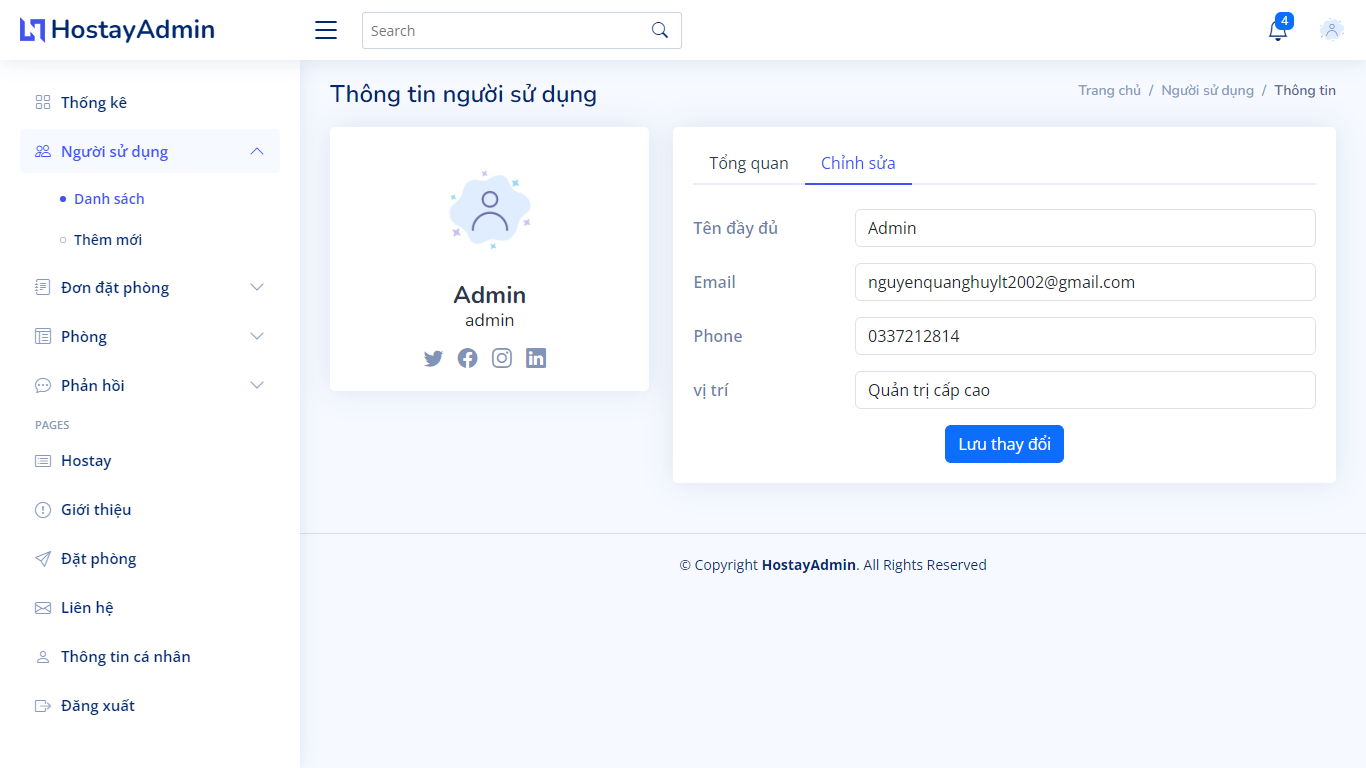 HostayAdmin
Search
4
Thống kê
Người sử dụng
Danh sách
Thêm mới
Đơn đặt phòng
Phòng
Phản hồi
PAGES
Hostay
Giới thiệu
Đặt phòng
Liên hệ
Thông tin cá nhân
Đăng xuất
Thông tin người sử dụng
Trang chủ / Người sử dụng / Thông tin
Admin
admin
Tổng quan Chỉnh sửa
Tên đầy đủ Admin
Email nguyenquanghuylt2002@gmail.com
Phone 0337212814
vị trí Quản trị cấp cao
Lưu thay đổi
© Copyright HostayAdmin. All Rights Reserved